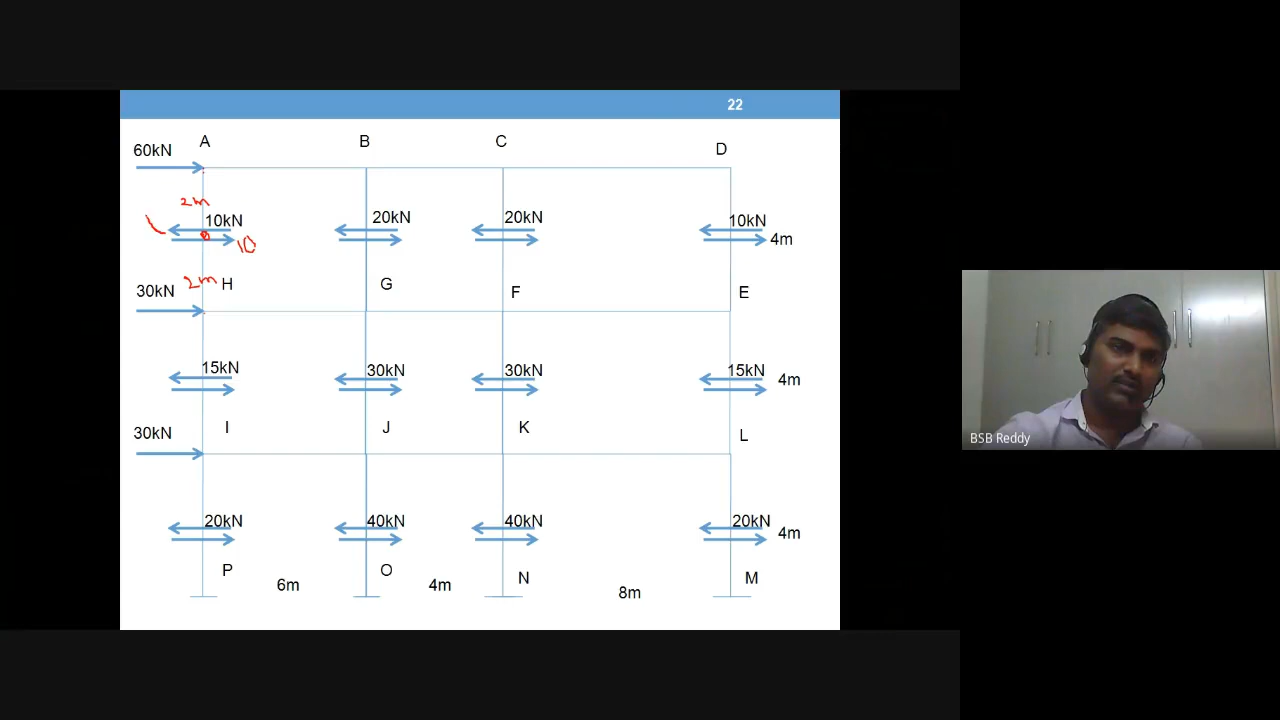 22
A B C D
60kN
2m
10kN 20kN 20kN 10kN
10 4m
2m H G F E
30kN
15kN 30kN 30kN 15kN 4m
30kN I J K L
20kN 40kN 40kN 20kN 4m
P O N M
6m 4m 8m
BSB Reddy